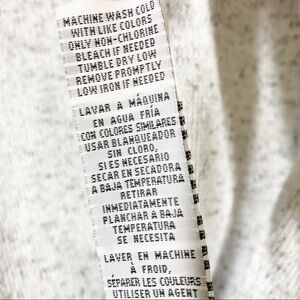 MACHINE WASH COLD
WITH LIKE COLORS
ONLY NON-CHLORINE
BLEACH IF NEEDED
TUMBLE DRY LOW
REMOVE PROMPTLY
LOW IRON IF NEEDED
LAVAR A MÁQUINA
EN AGUA FRÍA
CON COLORES SIMILARES
USAR BLANQUEADOR
SIN CLORO,
SI ES NECESARIO
SECAR EN SECADORA
A BAJA TEMPERATURA
RETIRAR
INMEDIATAMENTE
PLANCHAR A BAJA
TEMPERATURA
SE NECESITA
LAVER EN MACHINE
À FROID,
SÉPARER LES COULEURS
UTILISER UN AGENT